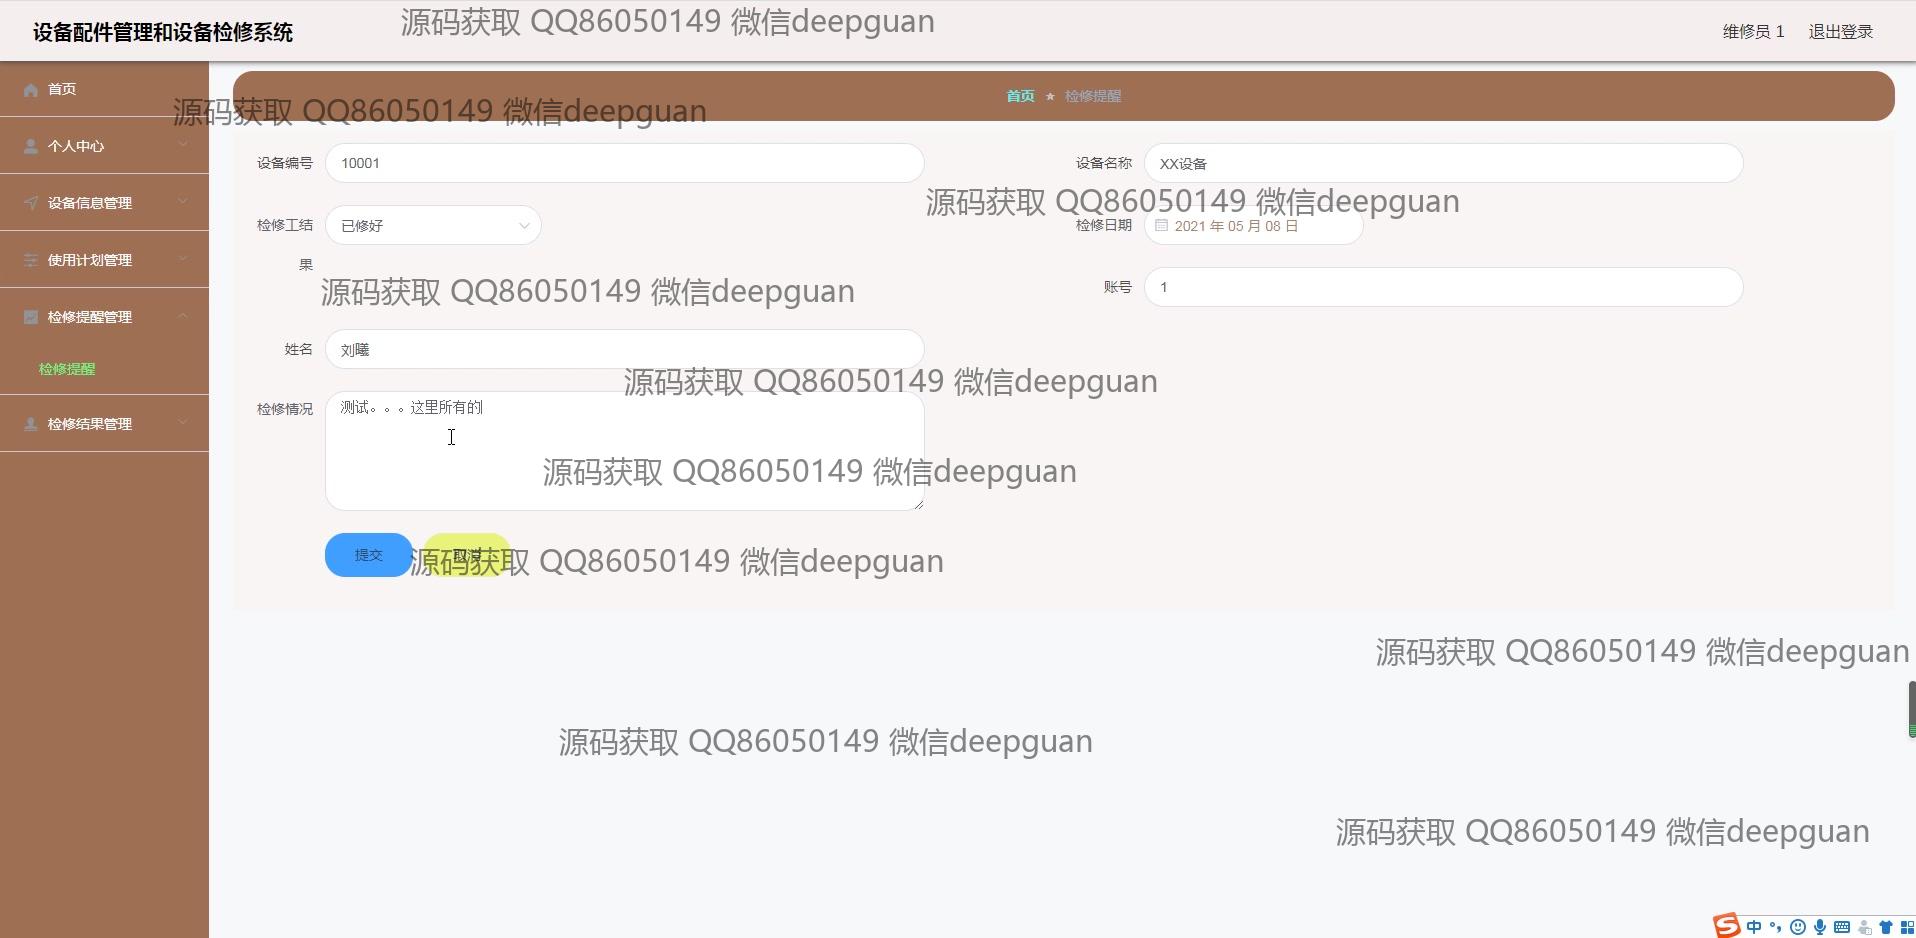 设备配件管理和设备检修系统
源码获取 QQ86050149 微信deepguan
维修员 1
退出登录
首页
首页
检修提醒
源码获取 QQ86050149 微信deepguan
个人中心
设备编号
10001
设备名称
XX设备
设备信息管理
源码获取 QQ86050149 微信deepguan
检修工结果
已修好
检修日期
2021 年 05 月 08 日
使用计划管理
源码获取 QQ86050149 微信deepguan
账号
1
检修提醒管理
姓名
刘曦
检修提醒
源码获取 QQ86050149 微信deepguan
检修情况
测试。。。这里所有的
检修结果管理
源码获取 QQ86050149 微信deepguan
提交
取消
源码获取 QQ86050149 微信deepguan
源码获取 QQ86050149 微信deepguan
源码获取 QQ86050149 微信deepguan
源码获取 QQ86050149 微信deepguan
中